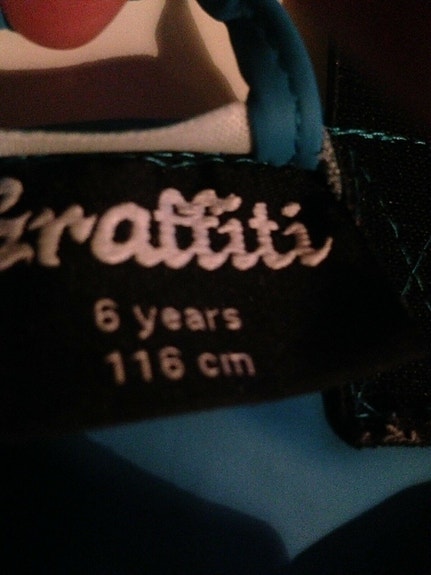 Graffiti
6 years
116 cm